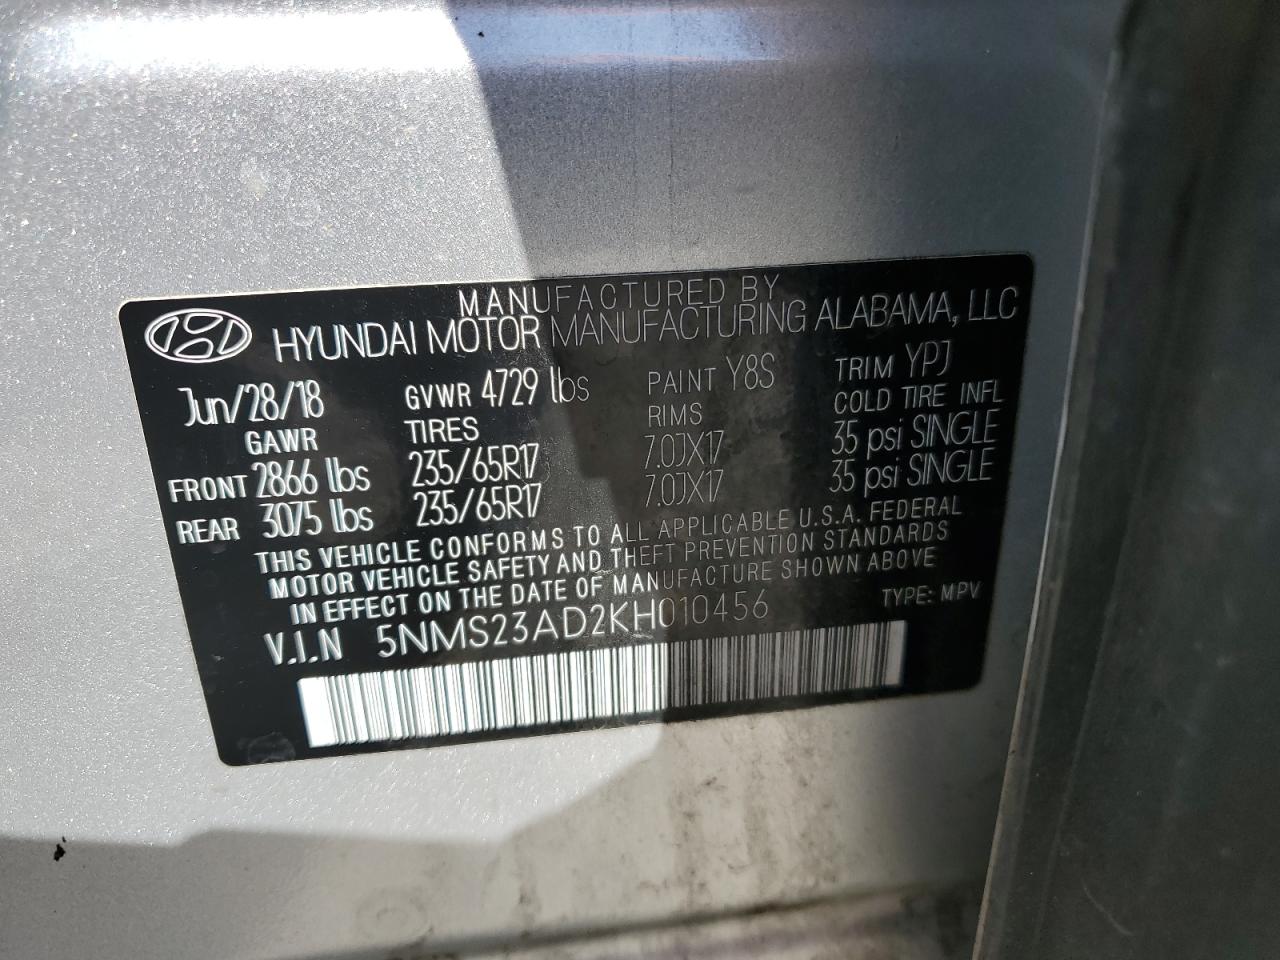 MANUFACTURED BY
HYUNDAI MOTOR MANUFACTURING ALABAMA, LLC
Jun/28/18 GVWR 4729 lbs PAINT Y8S TRIM YPJ
GAWR TIRES RIMS COLD TIRE INFL
FRONT 2866 lbs 235/65R17 7.0JX17 35 psi SINGLE
REAR 3075 lbs 235/65R17 7.0JX17 35 psi SINGLE
THIS VEHICLE CONFORMS TO ALL APPLICABLE U.S.A. FEDERAL
MOTOR VEHICLE SAFETY AND THEFT PREVENTION STANDARDS
IN EFFECT ON THE DATE OF MANUFACTURE SHOWN ABOVE
V.I.N 5NMS23AD2KH010456 TYPE: MPV